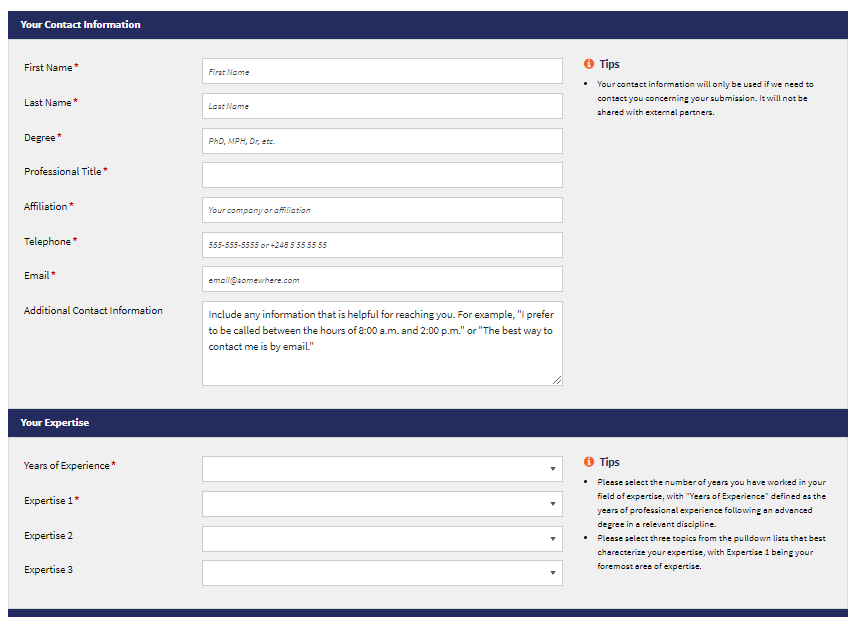 Your Contact Information
First Name*
First Name
Last Name*
Last Name
Degree*
PhD, MPH, Dr, etc.
Professional Title*
Affiliation*
Your company or affiliation
Telephone*
555-555-5555 or +248 5 55 55 55
Email*
email@somewhere.com
Additional Contact Information
Include any information that is helpful for reaching you. For example, "I prefer
to be called between the hours of 8:00 a.m. and 2:00 p.m." or "The best way to
contact me is by email."
Tips
Your contact information will only be used if we need to
contact you concerning your submission. It will not be
shared with external partners.
Your Expertise
Years of Experience*
Expertise 1*
Expertise 2
Expertise 3
Tips
Please select the number of years you have worked in your
field of expertise, with "Years of Experience" defined as the
years of professional experience following an advanced
degree in a relevant discipline.
Please select three topics from the pulldown lists that best
characterize your expertise, with Expertise 1 being your
foremost area of expertise.